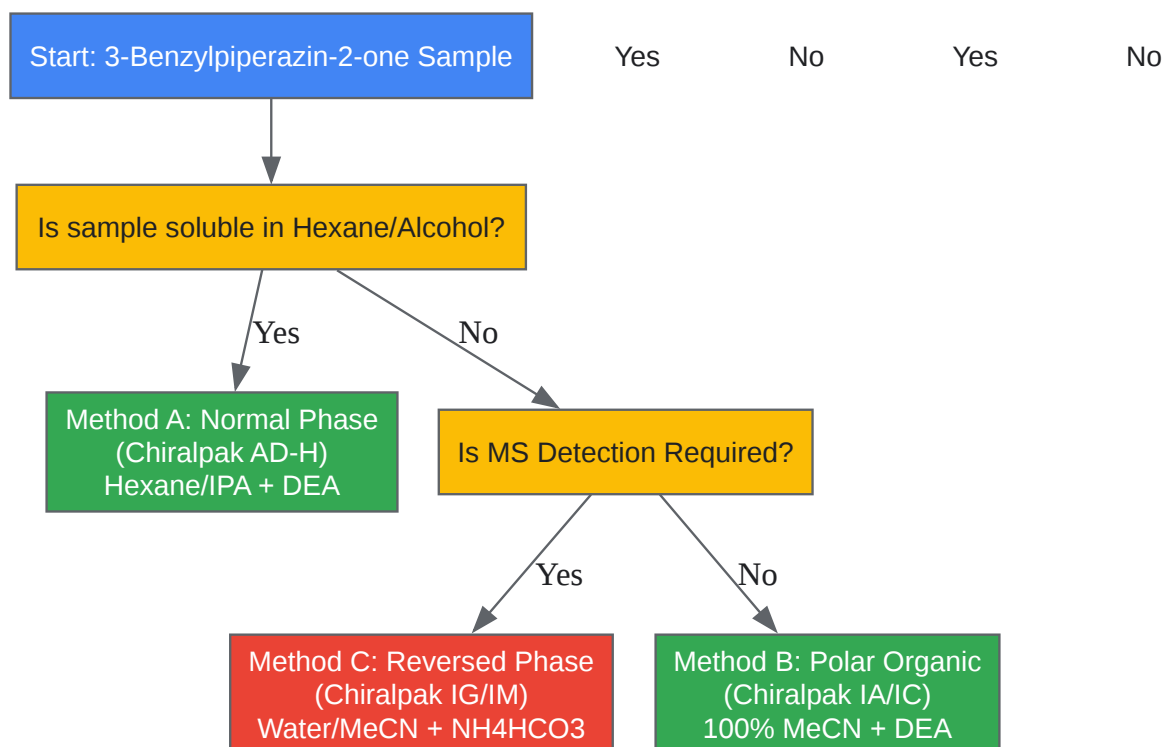 Start: 3-Benzylpiperazin-2-one Sample
Yes
No
Yes
No
Is sample soluble in Hexane/Alcohol?
Yes
No
Method A: Normal Phase
(Chiralpak AD-H)
Hexane/IPA + DEA
Is MS Detection Required?
Yes
No
Method C: Reversed Phase
(Chiralpak IG/IM)
Water/MeCN + NH4HCO3
Method B: Polar Organic
(Chiralpak IA/IC)
100% MeCN + DEA